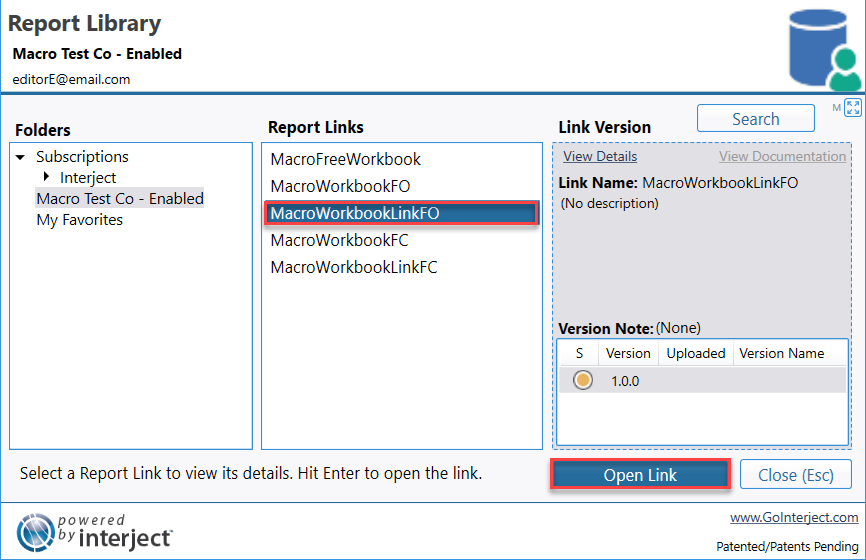 Report Library
Macro Test Co - Enabled
editorE@email.com
M
Folders
Subscriptions
Interject
Macro Test Co - Enabled
My Favorites
Report Links
MacroFreeWorkbook
MacroWorkbookFO
MacroWorkbookLinkFO
MacroWorkbookFC
MacroWorkbookLinkFC
Link Version
Search
View Details View Documentation
Link Name: MacroWorkbookLinkFO
(No description)
Version Note: (None)
S Version Uploaded Version Name
1.0.0
Select a Report Link to view its details. Hit Enter to open the link.
Open Link
Close (Esc)
powered
by interject™
www.GoInterject.com
Patented/Patents Pending